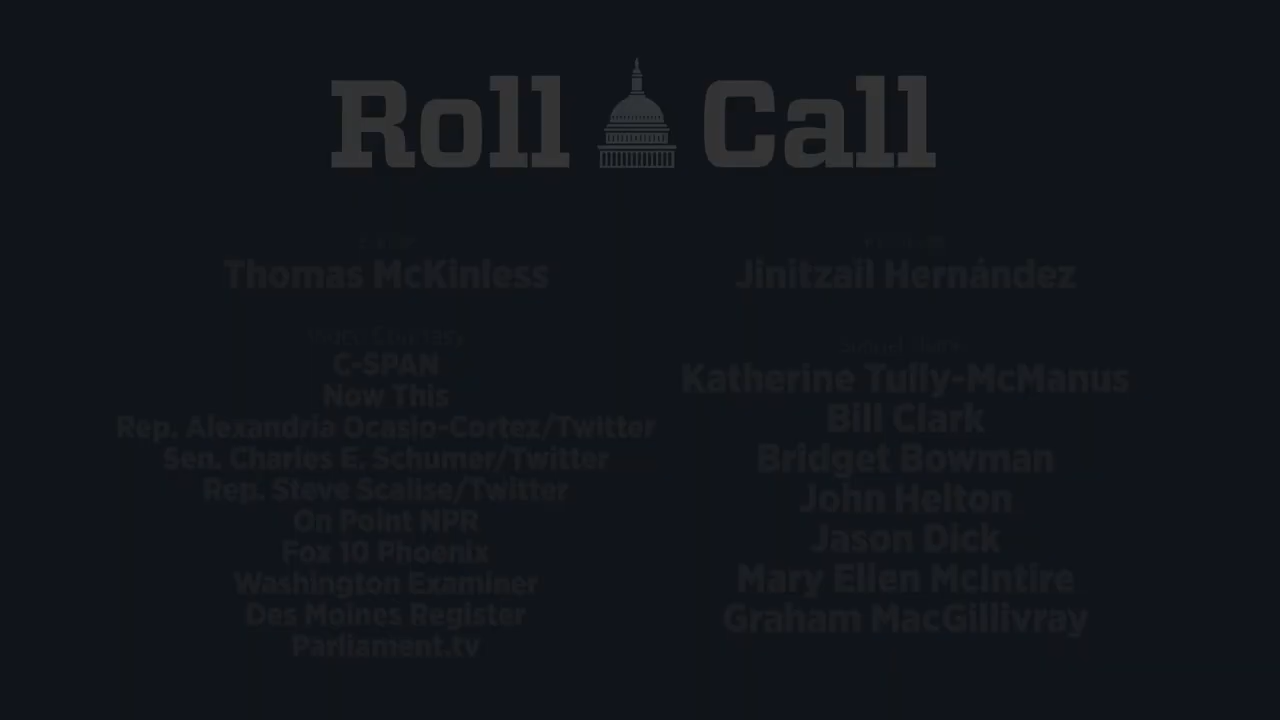 Roll Call
Thomas McKinless
Video Courtesy
C-SPAN
Now This
Rep. Alexandria Ocasio-Cortez/Twitter
Sen. Charles E. Schumer/Twitter
Rep. Steve Scalise/Twitter
On Point NPR
Fox 10 Phoenix
Washington Examiner
Des Moines Register
Parliament.tv
Jinitzail Hernández
Katherine Tully-McManus
Bill Clark
Bridget Bowman
John Helton
Jason Dick
Mary Ellen McIntire
Graham MacGillivray